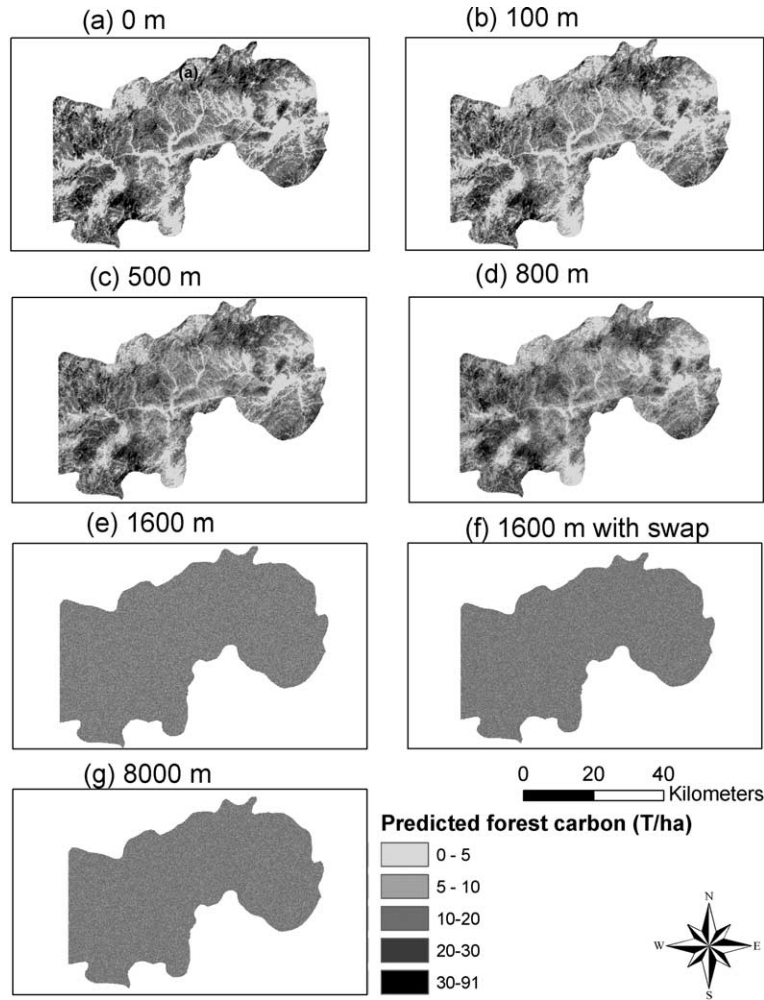 (a) 0 m
(b) 100 m
(a)
(c) 500 m
(d) 800 m
(e) 1600 m
(f) 1600 m with swap
(g) 8000 m
0 20 40
Kilometers
Predicted forest carbon (T/ha)
0 - 5
5 - 10
10-20
20-30
30-91
N
W E
S